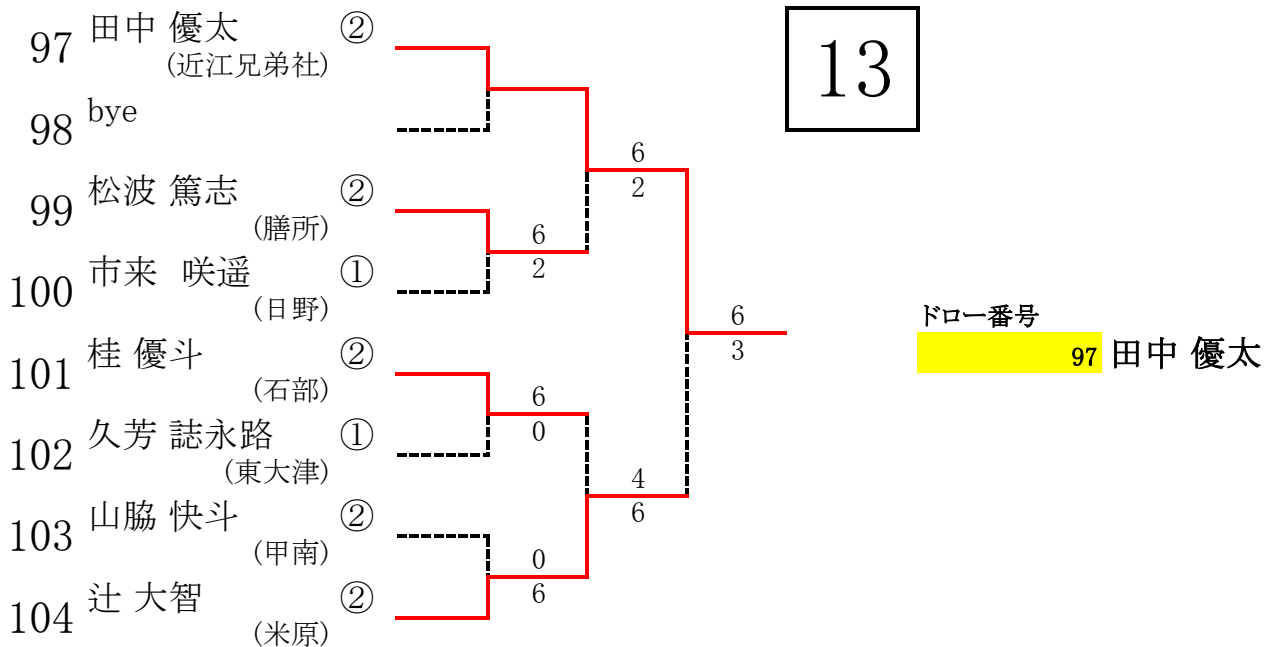 13
97 田中 優太 ②
(近江兄弟社)
98 bye
99 松波 篤志 ②
(膳所)
100 市来 咲遥 ①
(日野)
101 桂 優斗 ②
(石部)
102 久芳 誌永路 ①
(東大津)
103 山脇 快斗 ②
(甲南)
104 辻 大智 ②
(米原)
6
2
6
0
0
6
6
2
4
6
6
3
ドロー番号
97 田中 優太